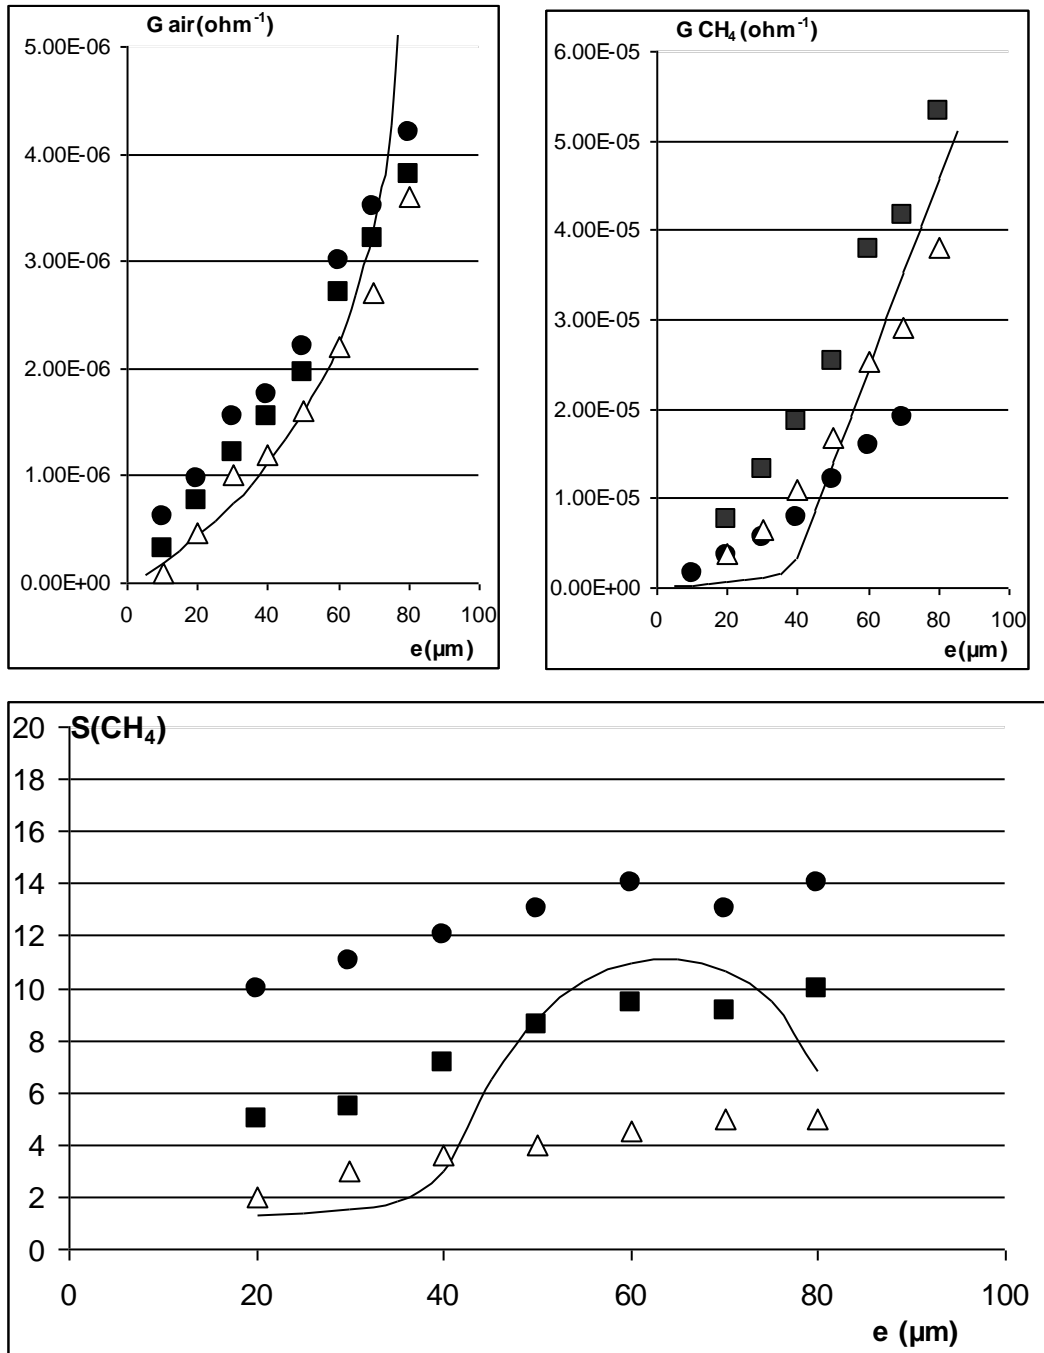 G air (ohm⁻¹)
5.00E-06
4.00E-06
3.00E-06
2.00E-06
1.00E-06
0.00E+00
0 20 40 60 80 100
e (µm)
G CH₄ (ohm⁻¹)
6.00E-05
5.00E-05
4.00E-05
3.00E-05
2.00E-05
1.00E-05
0.00E+00
0 20 40 60 80 100
e (µm)
S(CH₄)
20
18
16
14
12
10
8
6
4
2
0
0 20 40 60 80 100
e (µm)